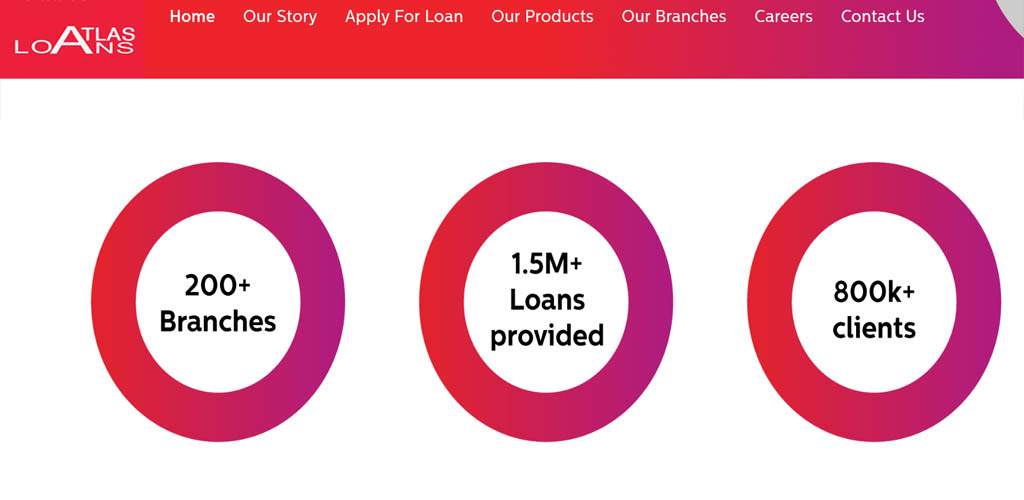 Home Our Story Apply For Loan Our Products Our Branches Careers Contact Us
ATLAS
LOANS
200+
Branches
1.5M+
Loans
provided
800k+
clients